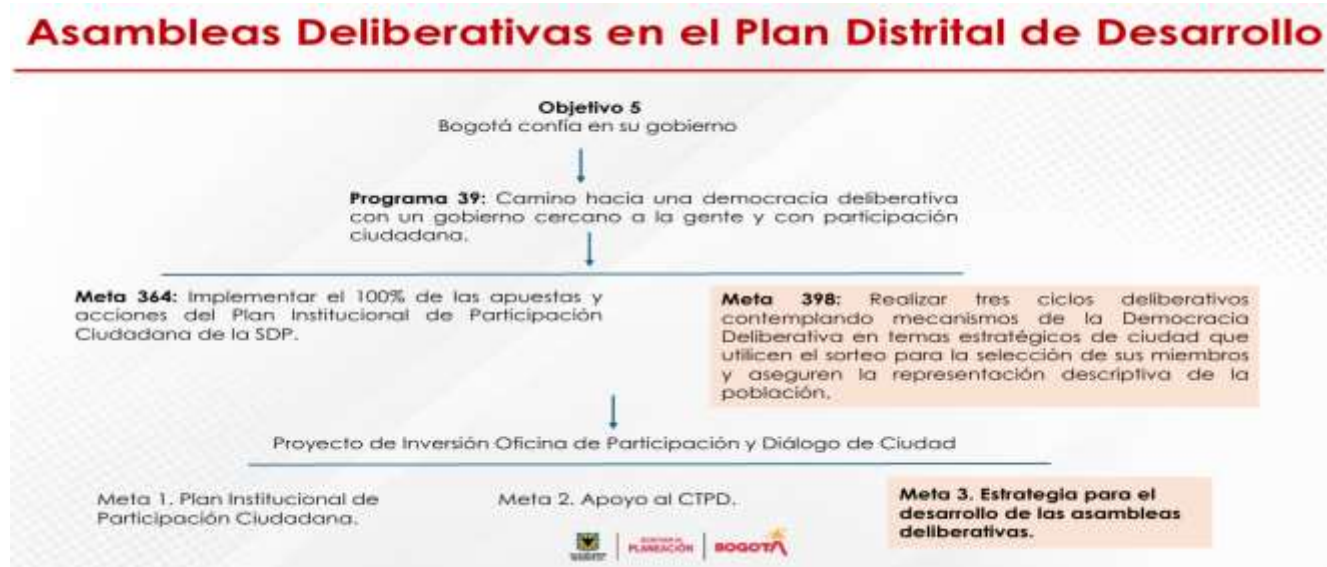 Asambleas Deliberativas en el Plan Distrital de Desarrollo
Objetivo 5
Bogotá confía en su gobierno
Programa 39: Camino hacia una democracia deliberativa
con un gobierno cercano a la gente y con participación
ciudadana.
Meta 364: Implementar el 100% de las apuestas y
acciones del Plan Institucional de Participación
Ciudadana de la SDP.
Meta 398: Realizar tres ciclos deliberativos
contemplando mecanismos de la Democracia
Deliberativa en temas estratégicos de ciudad que
utilicen el sorteo para la selección de sus miembros
y aseguren la representación descriptiva de la
población.
Proyecto de Inversión Oficina de Participación y Diálogo de Ciudad
Meta 1. Plan Institucional de
Participación Ciudadana.
Meta 2. Apoyo al CTPD.
Meta 3. Estrategia para el
desarrollo de las asambleas
deliberativas.
PLANEACIÓN
BOGOTÁ